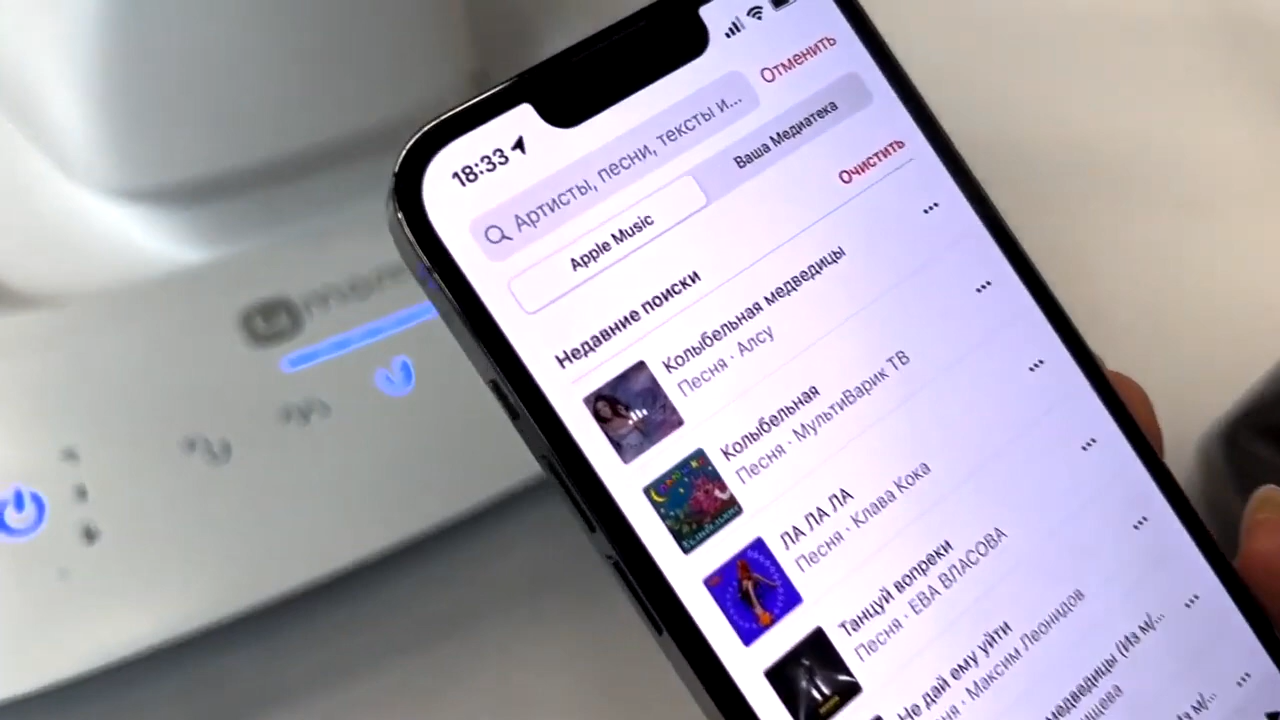 18:33
Отменить
Артисты, песни, тексты и...
Apple Music
Ваша Медиатека
Недавние поиски
Очистить
Колыбельная медведицы
Песня · Алсу
Колыбельная
Песня · МультиВарик ТВ
ЛА ЛА ЛА
Песня · Клава Кока
Танцуй вопреки
Песня · ЕВА ВЛАСОВА
Не дай ему уйти
Песня · Максим Леонидов
медведицы (Из м/...